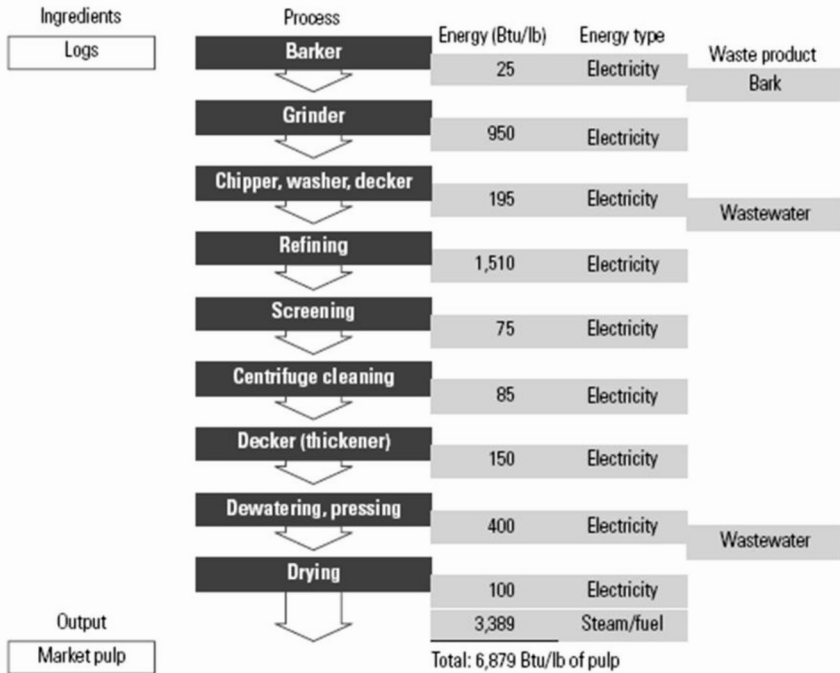 Ingredients Process Energy (Btu/lb) Energy type Waste product
Logs Barker 25 Electricity Bark
Grinder 950 Electricity
Chipper, washer, decker 195 Electricity Wastewater
Refining 1,510 Electricity
Screening 75 Electricity
Centrifuge cleaning 85 Electricity
Decker (thickener) 150 Electricity
Dewatering, pressing 400 Electricity Wastewater
Drying 100 Electricity
Output 3,389 Steam/fuel
Market pulp Total: 6,879 Btu/lb of pulp